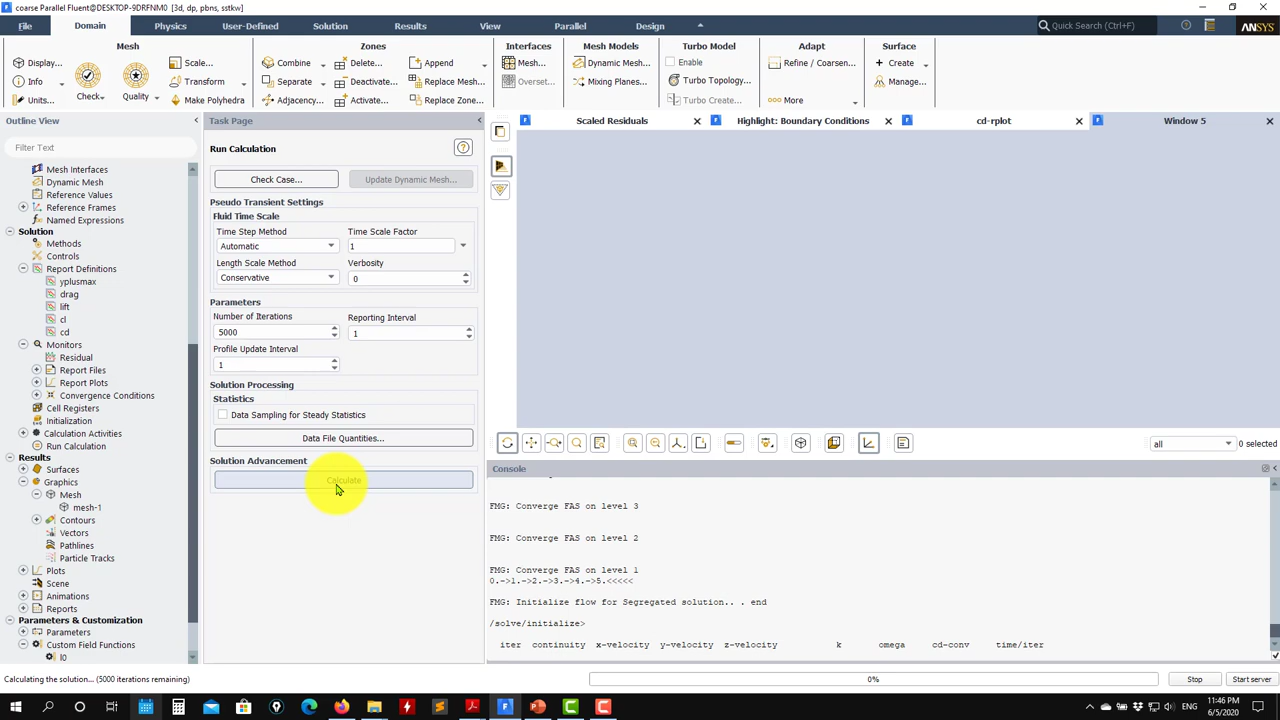 coarse Parallel Fluent@DESKTOP-9DRFNM0 [3d, dp, pbns, sstkw]
File Domain Physics User-Defined Solution Results View Parallel Design Quick Search (Ctrl+F) ANSYS
Mesh Zones Interfaces Mesh Models Turbo Model Adapt Surface
Display... Scale... Combine Delete... Append Mesh... Dynamic Mesh... Enable Refine / Coarsen... Create
Info Check Quality Transform Separate Deactivate... Replace Mesh... Overset... Mixing Planes... Turbo Topology... Manage...
Units... Make Polyhedra Adjacency... Activate... Replace Zone... Turbo Create... More
Outline View
Filter Text
Mesh Interfaces
Dynamic Mesh
Reference Values
Reference Frames
Named Expressions
Solution
Methods
Controls
Report Definitions
yplusmax
drag
lift
cl
cd
Monitors
Residual
Report Files
Report Plots
Convergence Conditions
Cell Registers
Initialization
Calculation Activities
Run Calculation
Results
Surfaces
Graphics
Mesh
mesh-1
Contours
Vectors
Pathlines
Particle Tracks
Plots
Scene
Animations
Reports
Parameters & Customization
Parameters
Custom Field Functions
l0
Task Page
Run Calculation
Check Case... Update Dynamic Mesh...
Pseudo Transient Settings
Fluid Time Scale
Time Step Method Time Scale Factor
Automatic 1
Length Scale Method Verbosity
Conservative 0
Parameters
Number of Iterations Reporting Interval
5000 1
Profile Update Interval
1
Solution Processing
Statistics
Data Sampling for Steady Statistics
Data File Quantities...
Solution Advancement
Calculate
Scaled Residuals Highlight: Boundary Conditions cd-rplot Window 5
all 0 selected
Console
FMG: Converge FAS on level 3
FMG: Converge FAS on level 2
FMG: Converge FAS on level 1
0.->1.->2.->3.->4.->5.<<<<<
FMG: Initialize flow for Segregated solution.. . end
/solve/initialize>
iter continuity x-velocity y-velocity z-velocity k omega cd-conv time/iter
Calculating the solution... (5000 iterations remaining) 0% Stop Start server
ENG 11:46 PM
6/5/2020